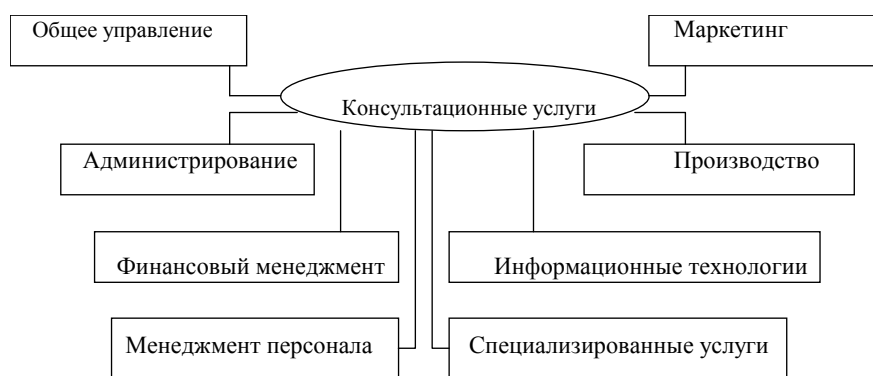 Общее управление
Маркетинг
Консультационные услуги
Администрирование
Производство
Финансовый менеджмент
Информационные технологии
Менеджмент персонала
Специализированные услуги